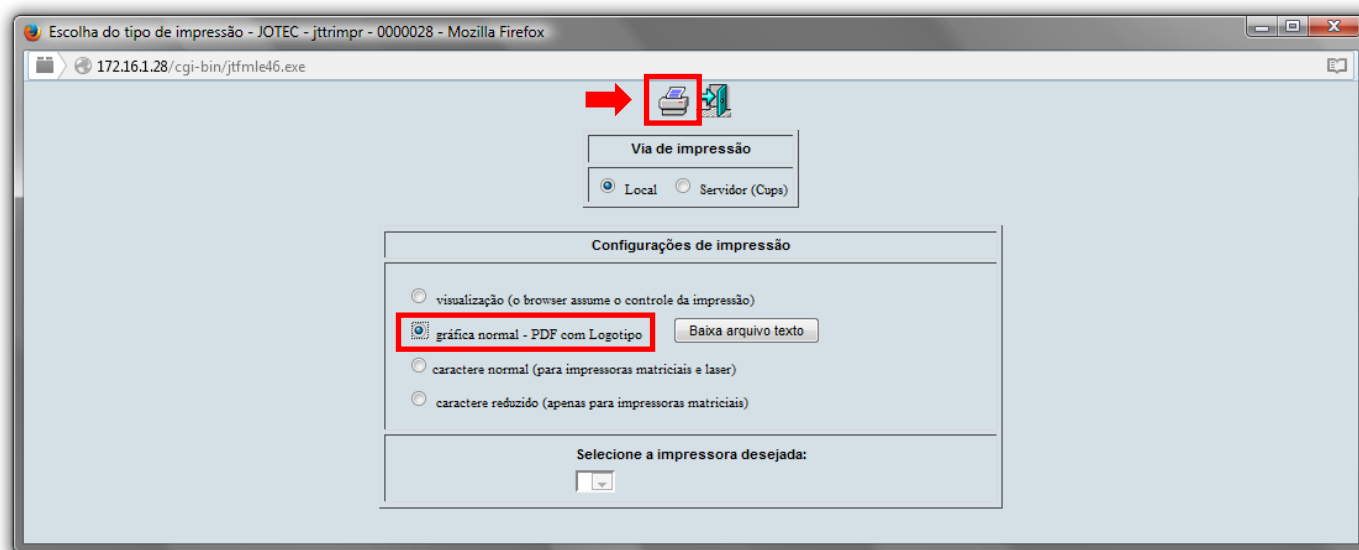 Escolha do tipo de impressão - JOTEC - jttrimpr - 0000028 - Mozilla Firefox
172.16.1.28/cgi-bin/jtfmle46.exe
Via de impressão
Local Servidor (Cups)
Configurações de impressão
visualização (o browser assume o controle da impressão)
gráfica normal - PDF com Logotipo Baixa arquivo texto
caractere normal (para impressoras matriciais e laser)
caractere reduzido (apenas para impressoras matriciais)
Selecione a impressora desejada: